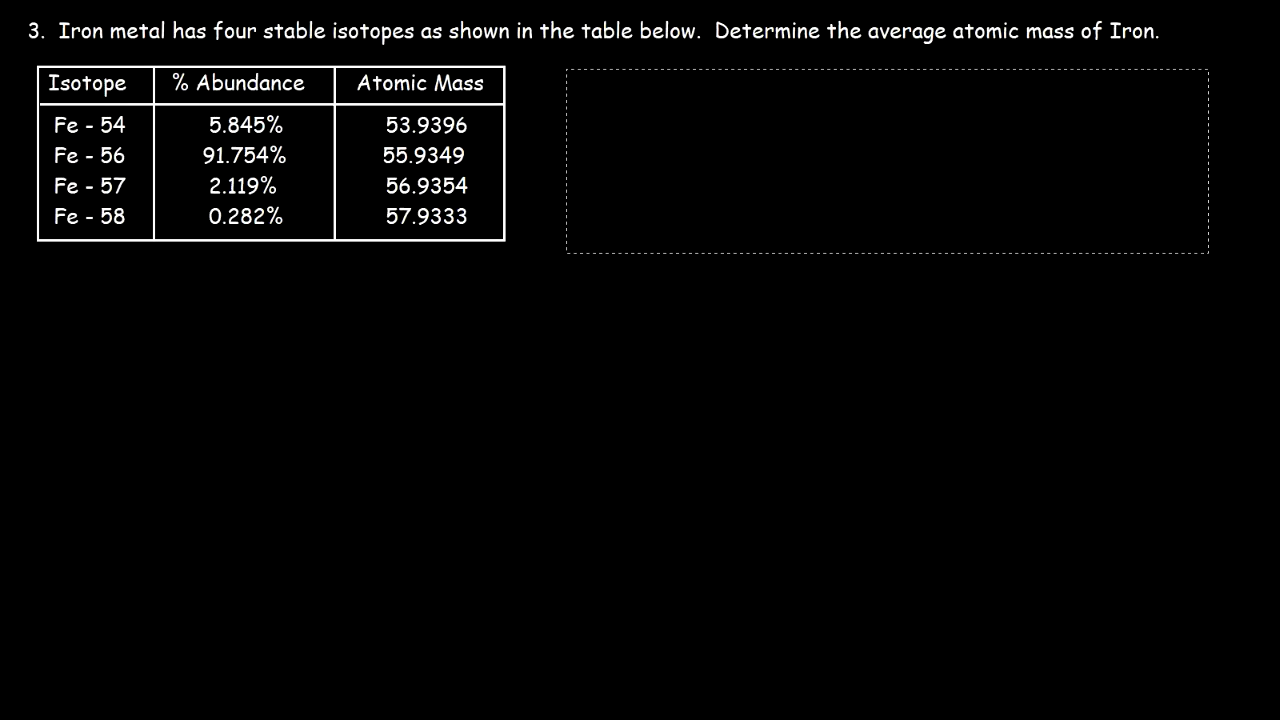 3. Iron metal has four stable isotopes as shown in the table below. Determine the average atomic mass of Iron.
Isotope % Abundance Atomic Mass
Fe - 54 5.845% 53.9396
Fe - 56 91.754% 55.9349
Fe - 57 2.119% 56.9354
Fe - 58 0.282% 57.9333